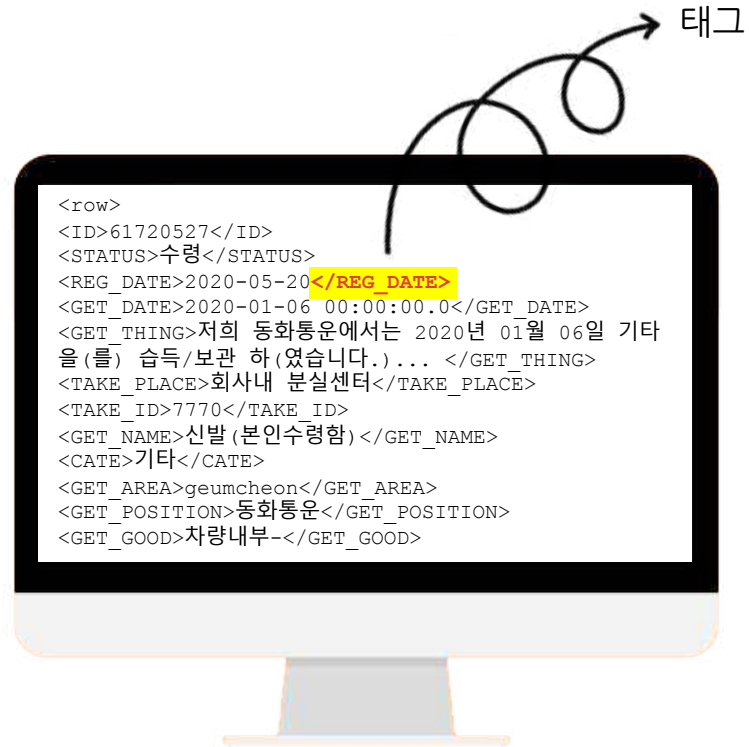 태그
<row>
<ID>61720527</ID>
<STATUS>수령</STATUS>
<REG_DATE>2020-05-20</REG_DATE>
<GET_DATE>2020-01-06 00:00:00.0</GET_DATE>
<GET_THING>저희 동화통운에서는 2020년 01월 06일 기타
을(를) 습득/보관 하(였습니다.)... </GET_THING>
<TAKE_PLACE>회사내 분실센터</TAKE_PLACE>
<TAKE_ID>7770</TAKE_ID>
<GET_NAME>신발(본인수령함)</GET_NAME>
<CATE>기타</CATE>
<GET_AREA>geumcheon</GET_AREA>
<GET_POSITION>동화통운</GET_POSITION>
<GET_GOOD>차량내부-</GET_GOOD>